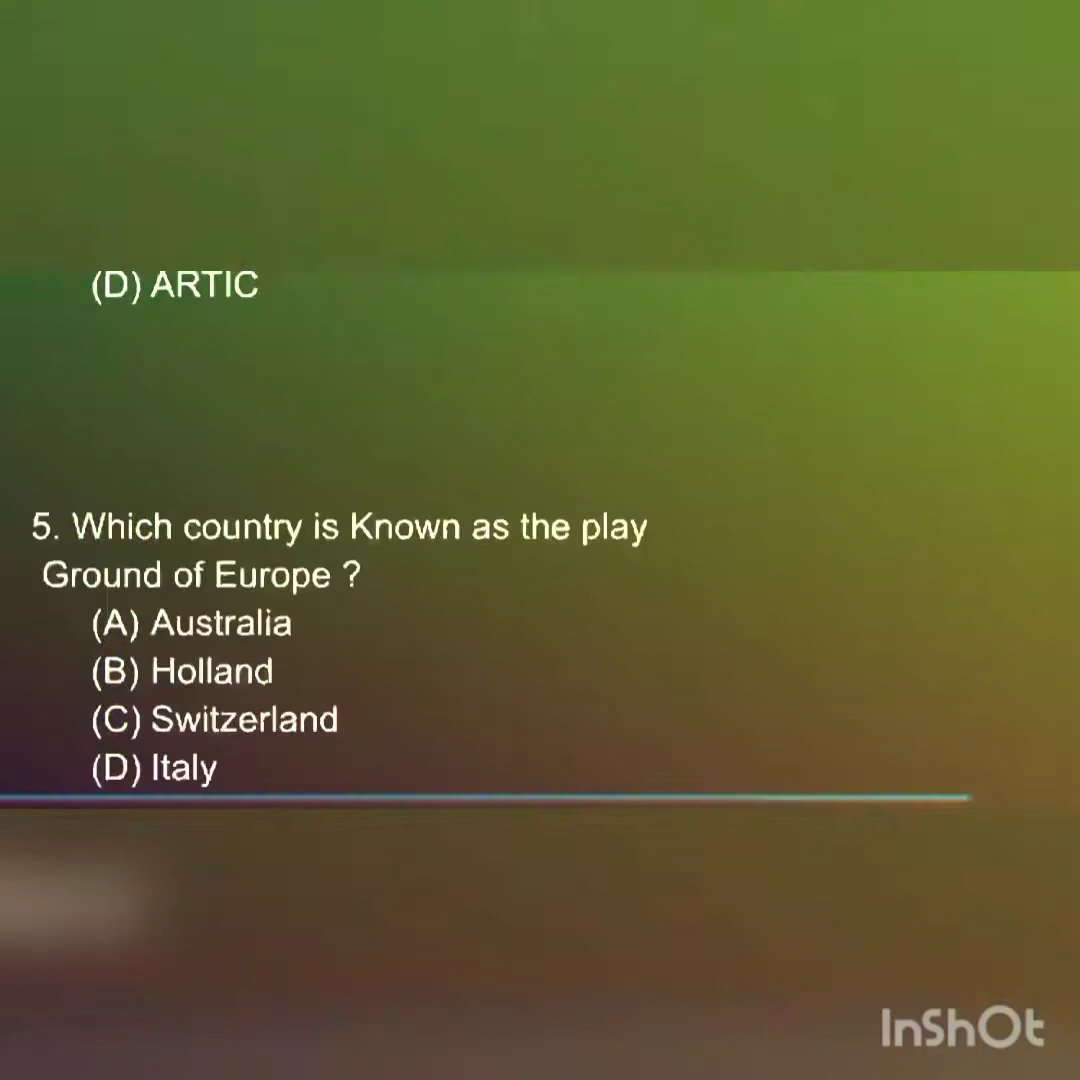 (D) ARTIC
5. Which country is Known as the play
Ground of Europe ?
(A) Australia
(B) Holland
(C) Switzerland
(D) Italy
InShOt